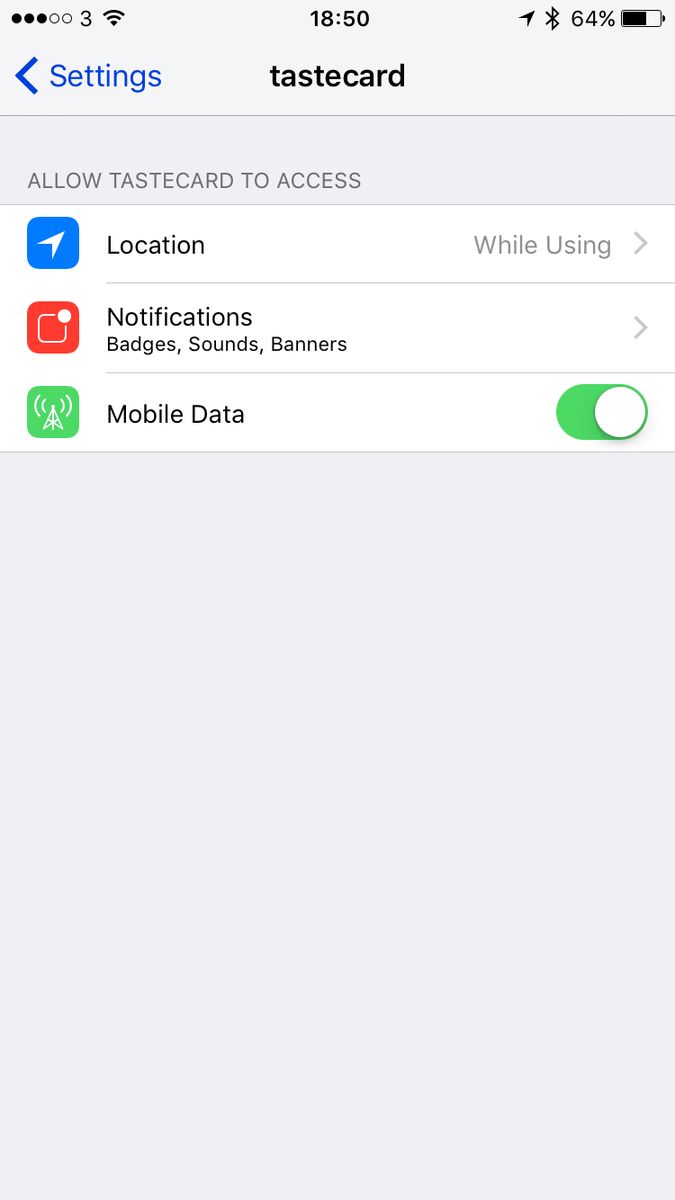 3 18:50 64%
Settings tastecard
ALLOW TASTECARD TO ACCESS
Location While Using
Notifications
Badges, Sounds, Banners
Mobile Data